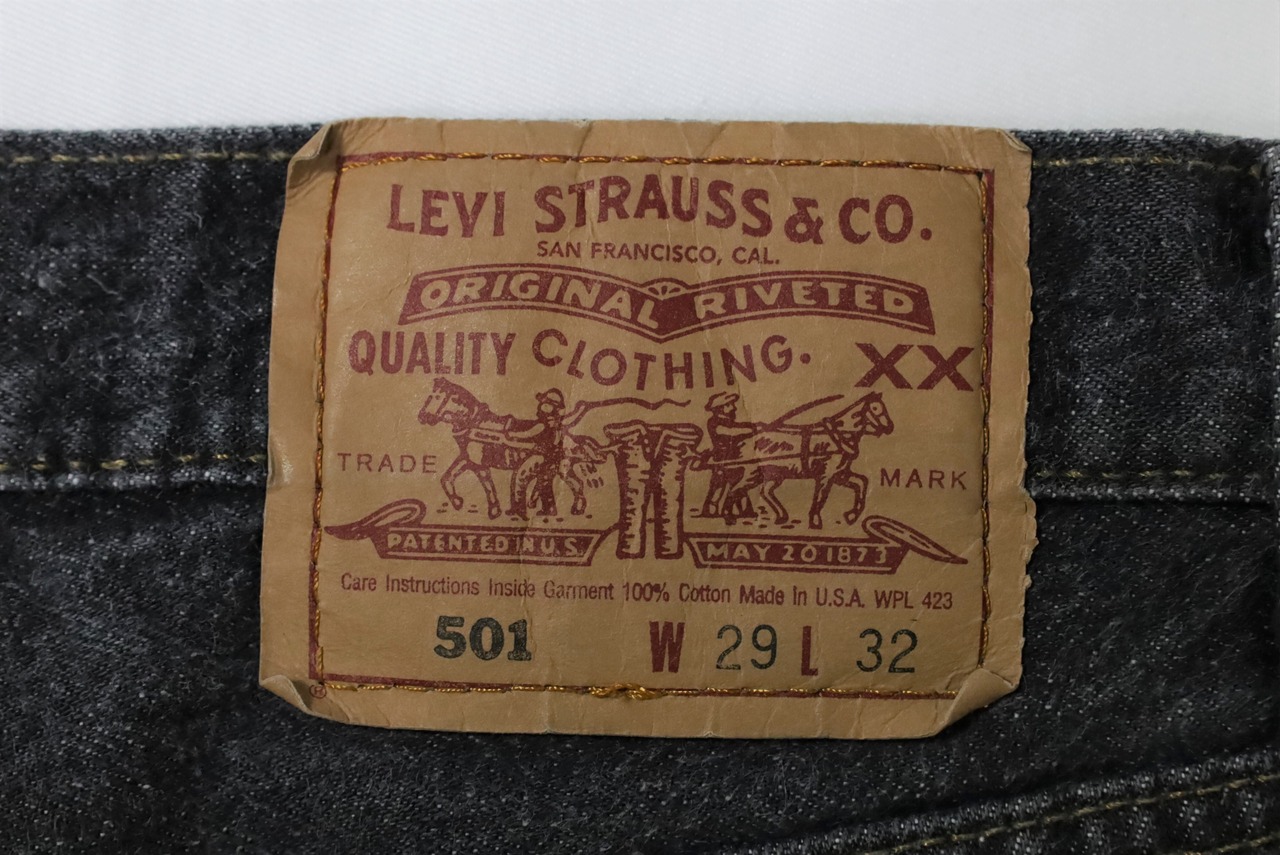 LEVI STRAUSS & CO.
SAN FRANCISCO, CAL.
ORIGINAL RIVETED
QUALITY CLOTHING. XX
TRADE MARK
PATENTED IN U.S. MAY 20 1873
Care Instructions Inside Garment 100% Cotton Made In U.S.A. WPL 423
501 W 29 L 32
®